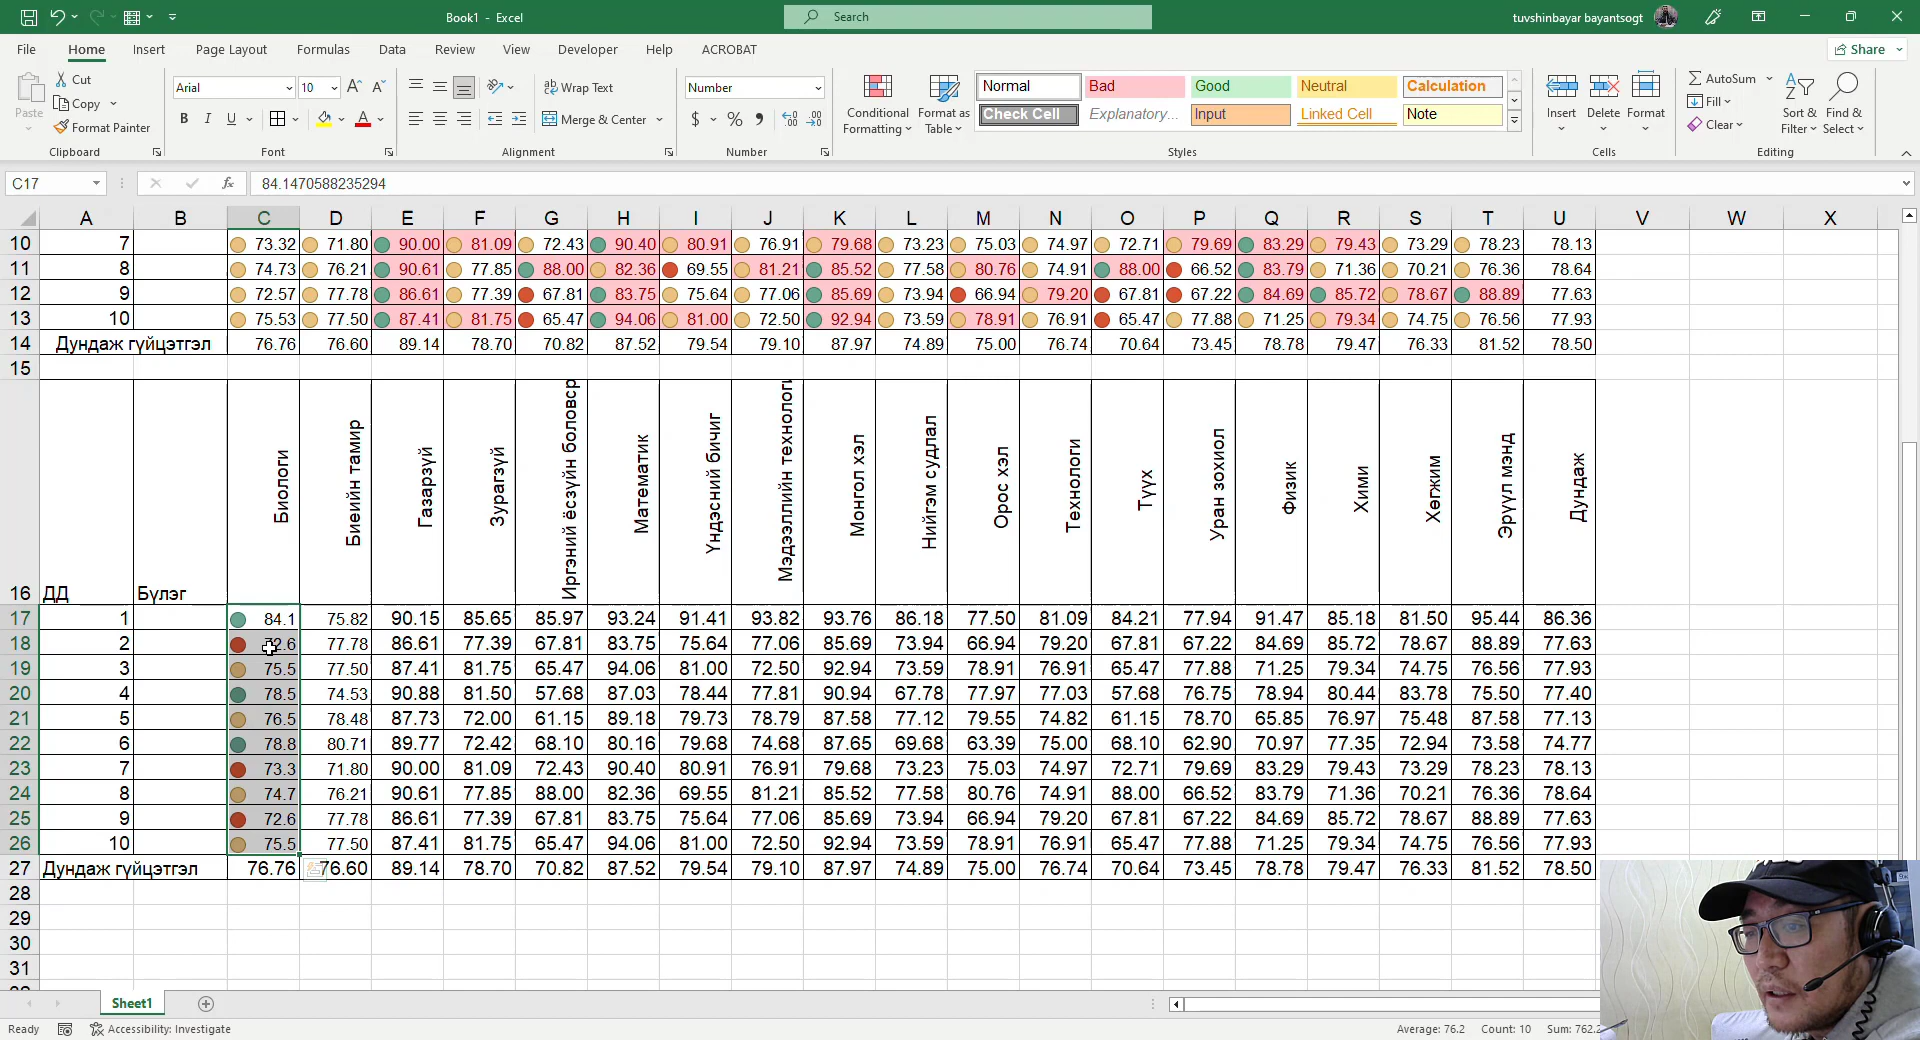 Book1 - Excel
Search
tuvshinbayar bayantsogt
File Home Insert Page Layout Formulas Data Review View Developer Help ACROBAT
Share
Paste Cut Copy Format Painter
Clipboard
Arial 10
B I U
Font
Wrap Text
Merge & Center
Alignment
Number
$ % ,
Number
Conditional Formatting
Format as Table
Normal Bad Good Neutral Calculation
Check Cell Explanatory... Input Linked Cell Note
Styles
Insert Delete Format
Cells
AutoSum
Fill
Clear
Sort & Filter
Find & Select
Editing
C17 fx 84.1470588235294
A B C D E F G H I J K L M N O P Q R S T U V W X
10 7 73.32 71.80 90.00 81.09 72.43 90.40 80.91 76.91 79.68 73.23 75.03 74.97 72.71 79.69 83.29 79.43 73.29 78.23 78.13
11 8 74.73 76.21 90.61 77.85 88.00 82.36 69.55 81.21 85.52 77.58 80.76 74.91 88.00 66.52 83.79 71.36 70.21 76.36 78.64
12 9 72.57 77.78 86.61 77.39 67.81 83.75 75.64 77.06 85.69 73.94 66.94 79.20 67.81 67.22 84.69 85.72 78.67 88.89 77.63
13 10 75.53 77.50 87.41 81.75 65.47 94.06 81.00 72.50 92.94 73.59 78.91 76.91 65.47 77.88 71.25 79.34 74.75 76.56 77.93
14 Дундаж гүйцэтгэл 76.76 76.60 89.14 78.70 70.82 87.52 79.54 79.10 87.97 74.89 75.00 76.74 70.64 73.45 78.78 79.47 76.33 81.52 78.50
15
16 ДД Бүлэг Биологи Биеийн тамир Газарзүй Зурагзүй Иргэний ёсзүйн боловср Математик Үндэсний бичиг Мэдээллийн технологи Монгол хэл Нийгэм судлал Орос хэл Технологи Түүх Уран зохиол Физик Хими Хөгжим Эрүүл мэнд Дундаж
17 1 84.1 75.82 90.15 85.65 85.97 93.24 91.41 93.82 93.76 86.18 77.50 81.09 84.21 77.94 91.47 85.18 81.50 95.44 86.36
18 2 72.6 77.78 86.61 77.39 67.81 83.75 75.64 77.06 85.69 73.94 66.94 79.20 67.81 67.22 84.69 85.72 78.67 88.89 77.63
19 3 75.5 77.50 87.41 81.75 65.47 94.06 81.00 72.50 92.94 73.59 78.91 76.91 65.47 77.88 71.25 79.34 74.75 76.56 77.93
20 4 78.5 74.53 90.88 81.50 57.68 87.03 78.44 77.81 90.94 67.78 77.97 77.03 57.68 76.75 78.94 80.44 83.78 75.50 77.40
21 5 76.5 78.48 87.73 72.00 61.15 89.18 79.73 78.79 87.58 77.12 79.55 74.82 61.15 78.70 65.85 76.97 75.48 87.58 77.13
22 6 78.8 80.71 89.77 72.42 68.10 80.16 79.68 74.68 87.65 69.68 63.39 75.00 68.10 62.90 70.97 77.35 72.94 73.58 74.77
23 7 73.3 71.80 90.00 81.09 72.43 90.40 80.91 76.91 79.68 73.23 75.03 74.97 72.71 79.69 83.29 79.43 73.29 78.23 78.13
24 8 74.7 76.21 90.61 77.85 88.00 82.36 69.55 81.21 85.52 77.58 80.76 74.91 88.00 66.52 83.79 71.36 70.21 76.36 78.64
25 9 72.6 77.78 86.61 77.39 67.81 83.75 75.64 77.06 85.69 73.94 66.94 79.20 67.81 67.22 84.69 85.72 78.67 88.89 77.63
26 10 75.5 77.50 87.41 81.75 65.47 94.06 81.00 72.50 92.94 73.59 78.91 76.91 65.47 77.88 71.25 79.34 74.75 76.56 77.93
27 Дундаж гүйцэтгэл 76.76 76.60 89.14 78.70 70.82 87.52 79.54 79.10 87.97 74.89 75.00 76.74 70.64 73.45 78.78 79.47 76.33 81.52 78.50
28
29
30
31
Sheet1
Ready Accessibility: Investigate Average: 76.2 Count: 10 Sum: 762.2